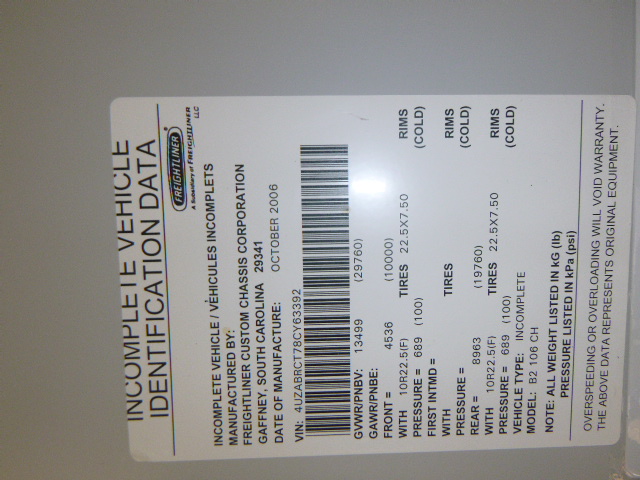 INCOMPLETE VEHICLE
IDENTIFICATION DATA
FREIGHTLINER
LLC
A Subsidiary of FREIGHTLINER
INCOMPLETE VEHICLE / VÉHICULES INCOMPLETS
MANUFACTURED BY:
FREIGHTLINER CUSTOM CHASSIS CORPORATION
GAFFNEY, SOUTH CAROLINA 29341
DATE OF MANUFACTURE: OCTOBER 2006
VIN: 4UZABRCT78CY63392
GVWR/PNBV: 13499 (29760)
GAWR/PNBE:
FRONT = 4536 (10000)
WITH 10R22.5(F) TIRES 22.5X7.50 RIMS
PRESSURE = 689 (100) (COLD)
FIRST INTMD =
WITH TIRES RIMS
PRESSURE = (COLD)
REAR = 8963 (19760)
WITH 10R22.5(F) TIRES 22.5X7.50 RIMS
PRESSURE = 689 (100) (COLD)
VEHICLE TYPE: INCOMPLETE
MODEL: B2 106 CH
NOTE: ALL WEIGHT LISTED IN kG (lb)
PRESSURE LISTED IN kPa (psi)
OVERSPEEDING OR OVERLOADING WILL VOID WARRANTY.
THE ABOVE DATA REPRESENTS ORIGINAL EQUIPMENT.